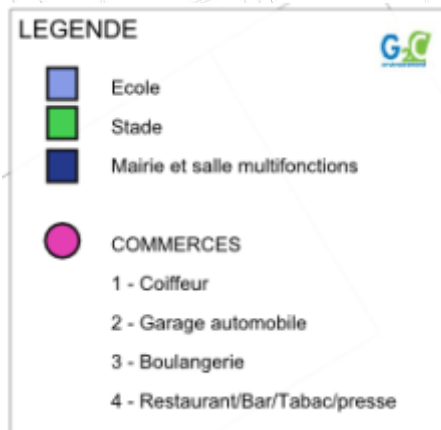 LEGENDE
G2C
Ecole
Stade
Mairie et salle multifonctions
COMMERCES
1 - Coiffeur
2 - Garage automobile
3 - Boulangerie
4 - Restaurant/Bar/Tabac/presse